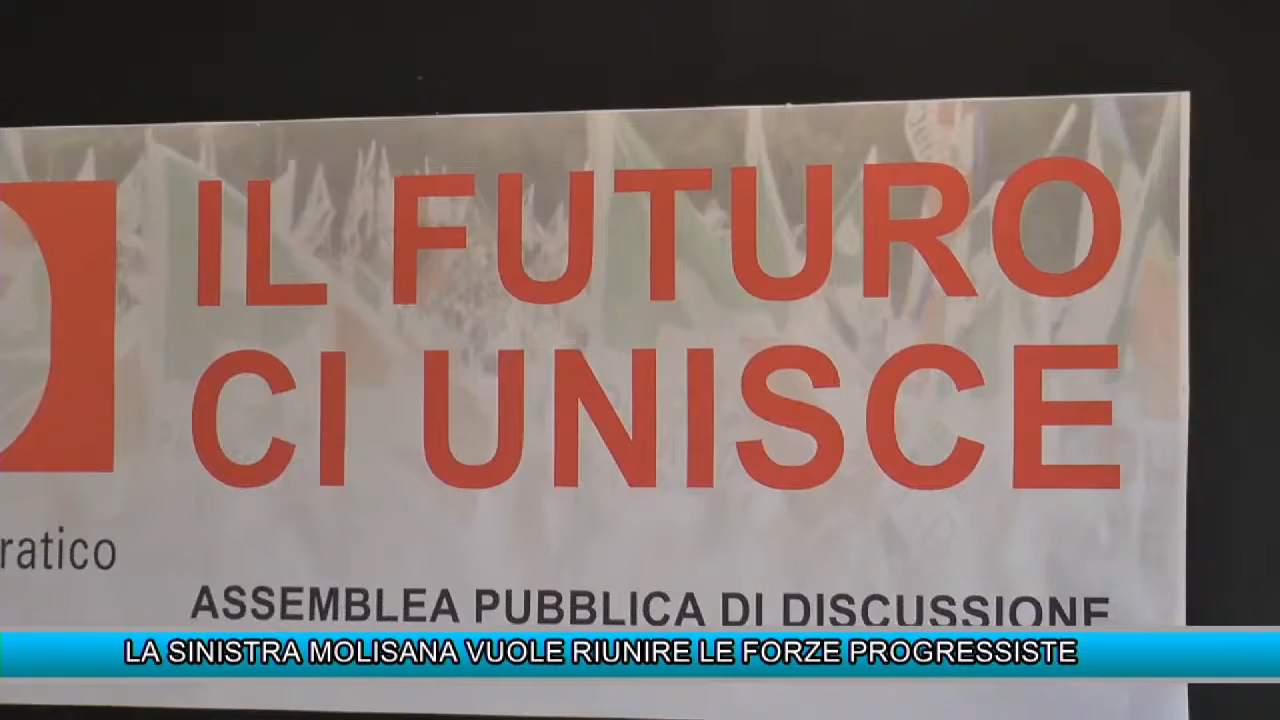 IL FUTURO
CI UNISCE
ratico
ASSEMBLEA PUBBLICA DI DISCUSSIONE
LA SINISTRA MOLISANA VUOLE RIUNIRE LE FORZE PROGRESSISTE